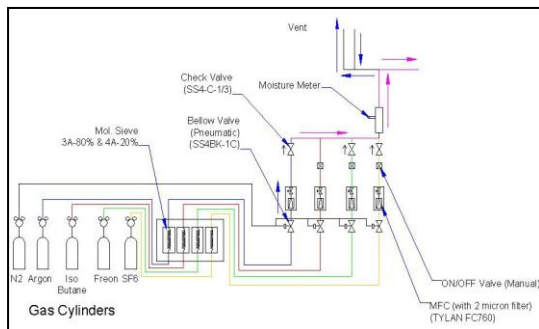 Vent
Check Valve
(SS4-C-1/3)
Moisture Meter
Bellow Valve
(Pneumatic)
(SS4BK-1C)
Mol. Sieve
3A-80% & 4A-20%
N2
Argon
Iso
Butane
Freon
SF6
Gas Cylinders
ON/OFF Valve (Manual)
MFC (with 2 micron filter)
(TYLAN FC760)